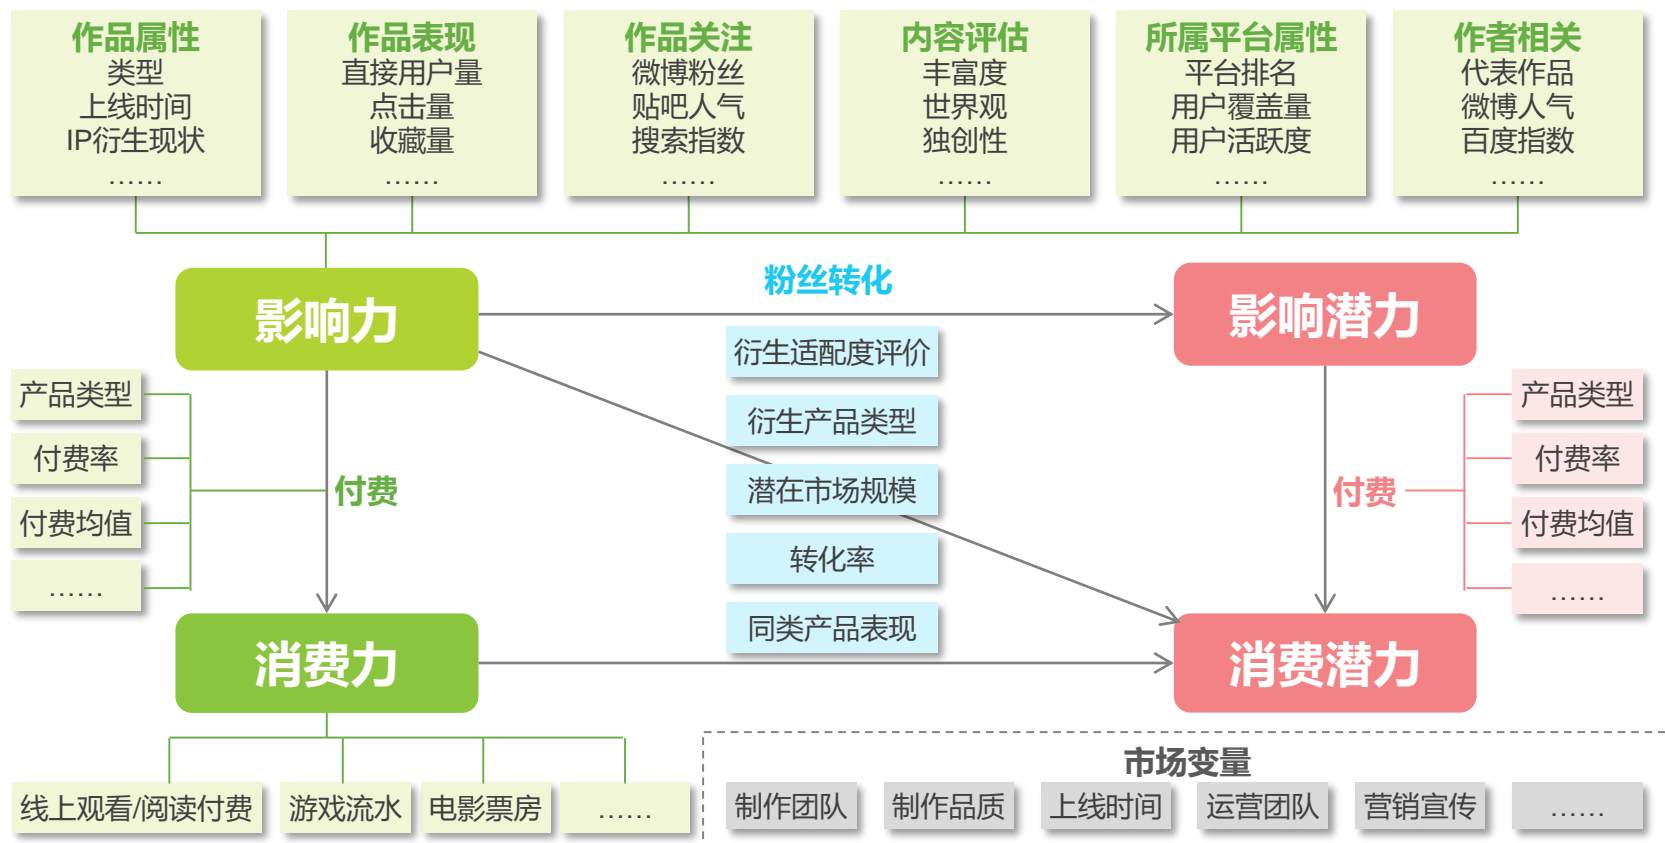 作品属性
类型
上线时间
IP衍生现状
……
作品表现
直接用户量
点击量
收藏量
……
作品关注
微博粉丝
贴吧人气
搜索指数
……
内容评估
丰富度
世界观
独创性
……
所属平台属性
平台排名
用户覆盖量
用户活跃度
……
作者相关
代表作品
微博人气
百度指数
……
影响力
粉丝转化
影响潜力
衍生适配度评价
衍生产品类型
潜在市场规模
转化率
同类产品表现
产品类型
付费率
付费均值
……
付费
付费
产品类型
付费率
付费均值
……
消费力
消费潜力
线上观看/阅读付费
游戏流水
电影票房
……
市场变量
制作团队
制作品质
上线时间
运营团队
营销宣传
……